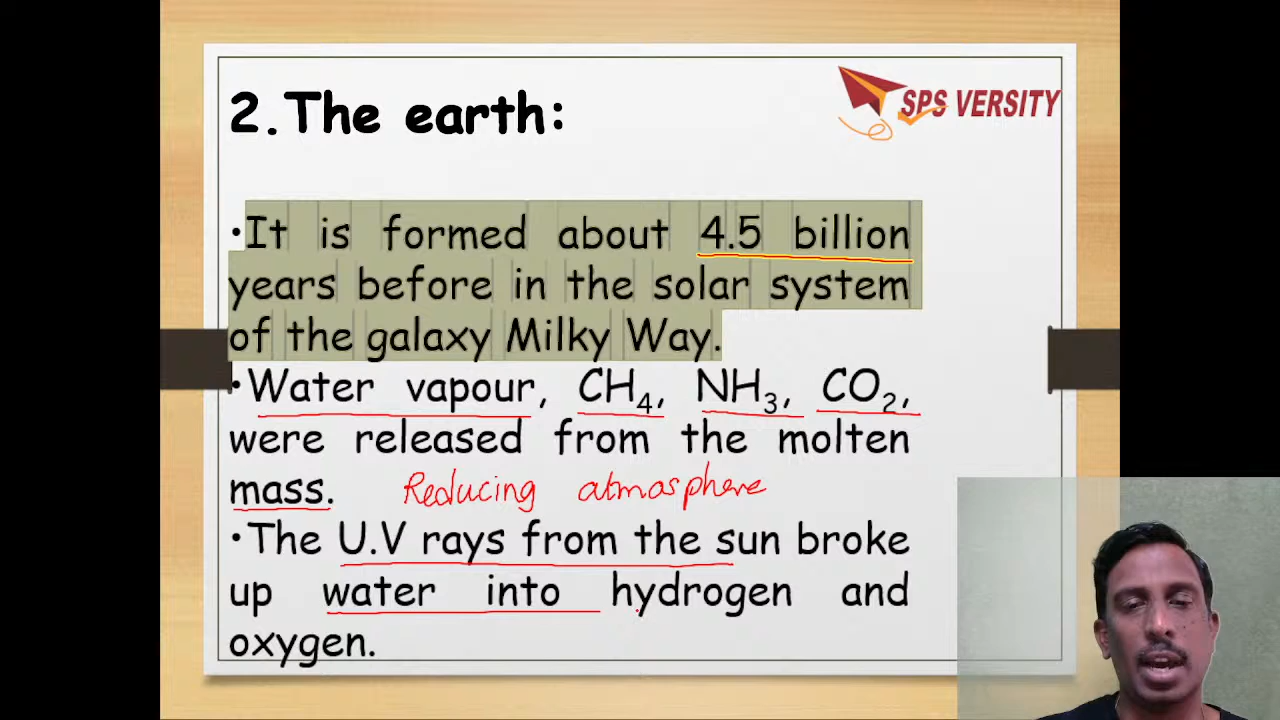 2.The earth:
SPS VERSITY
•It is formed about 4.5 billion
years before in the solar system
of the galaxy Milky Way.
•Water vapour, CH₄, NH₃, CO₂,
were released from the molten
mass. Reducing atmosphere
•The U.V rays from the sun broke
up water into hydrogen and
oxygen.